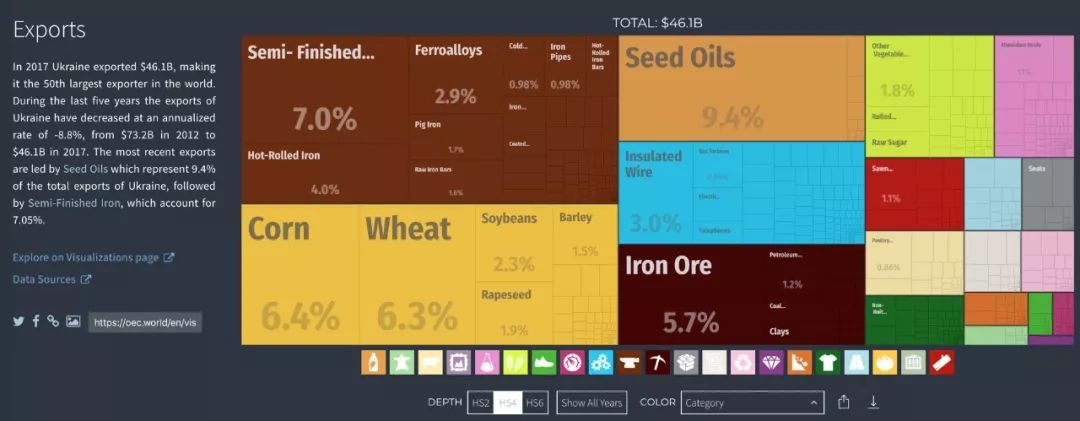 Exports
In 2017 Ukraine exported $46.1B, making
it the 50th largest exporter in the world.
During the last five years the exports of
Ukraine have decreased at an annualized
rate of -8.8%, from $73.2B in 2012 to
$46.1B in 2017. The most recent exports
are led by Seed Oils which represent 9.4%
of the total exports of Ukraine, followed
by Semi-Finished Iron, which account for
7.05%.
Explore on Visualizations page
Data Sources
https://oec.world/en/vis
TOTAL: $46.1B
Semi- Finished...
7.0%
Hot-Rolled Iron
4.0%
Ferroalloys
2.9%
Pig Iron
1.7%
Raw Iron Bars
Cold...
0.98%
Iron
Pipes
0.98%
Hot-
Rolled
Iron
Bars
Iron...
Coated...
Corn
6.4%
Wheat
6.3%
Soybeans
2.3%
Rapeseed
1.9%
Barley
1.5%
Seed Oils
9.4%
Insulated
Wire
3.0%
Gas Turbines
Electric...
Telephones
Iron Ore
5.7%
Petroleum...
1.2%
Coal...
Clays
Other
Vegetable...
1.8%
Rolled...
Raw Sugar
Sawn...
1.1%
Poultry...
0.86%
Seats
DEPTH
HS2
HS4
HS6
Show All Years
COLOR
Category